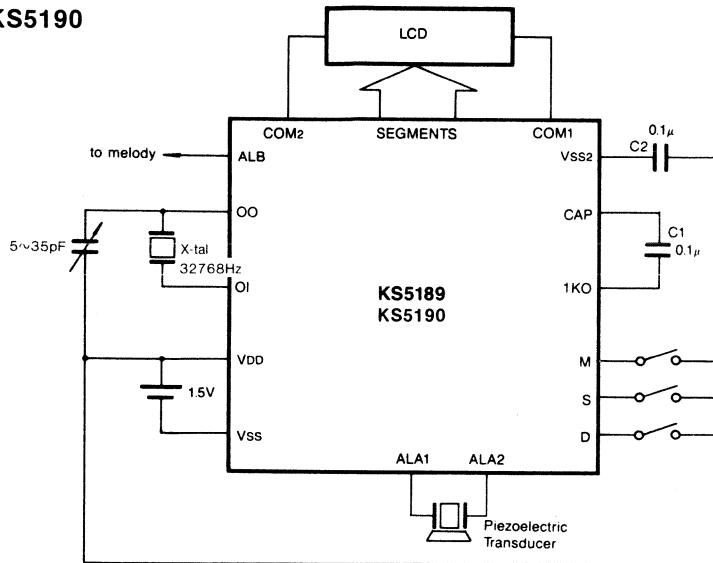 KS5190
LCD
COM2
SEGMENTS
COM1
to melody
ALB
VSS2
C2
0.1μ
OO
CAP
5~35pF
X-tal
32768Hz
C1
0.1μ
OI
1KO
KS5189
KS5190
VDD
M
1.5V
S
VSS
D
ALA1
ALA2
Piezoelectric
Transducer